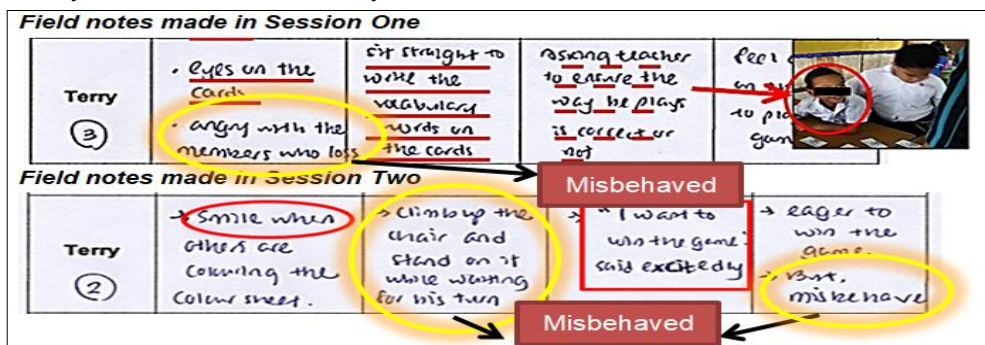 Field notes made in Session One
Terry
3
· eyes on the
cards
· angry with the
members who loss
sit straight to
write the
vocabulary
words on
the cards
Asking teacher
to ensure the
way he plays
is correct or
not
feel
to pl
gam
Misbehaved
Field notes made in Session Two
Terry
2
→ Smile when
others are
colouring the
colour sheet.
→ Climb up the
chair and
stand on it
while waiting
for his turn
→ "I want to
win the game"
said excitedly
→ eager to
win the
game.
→ But,
misbehave
Misbehaved